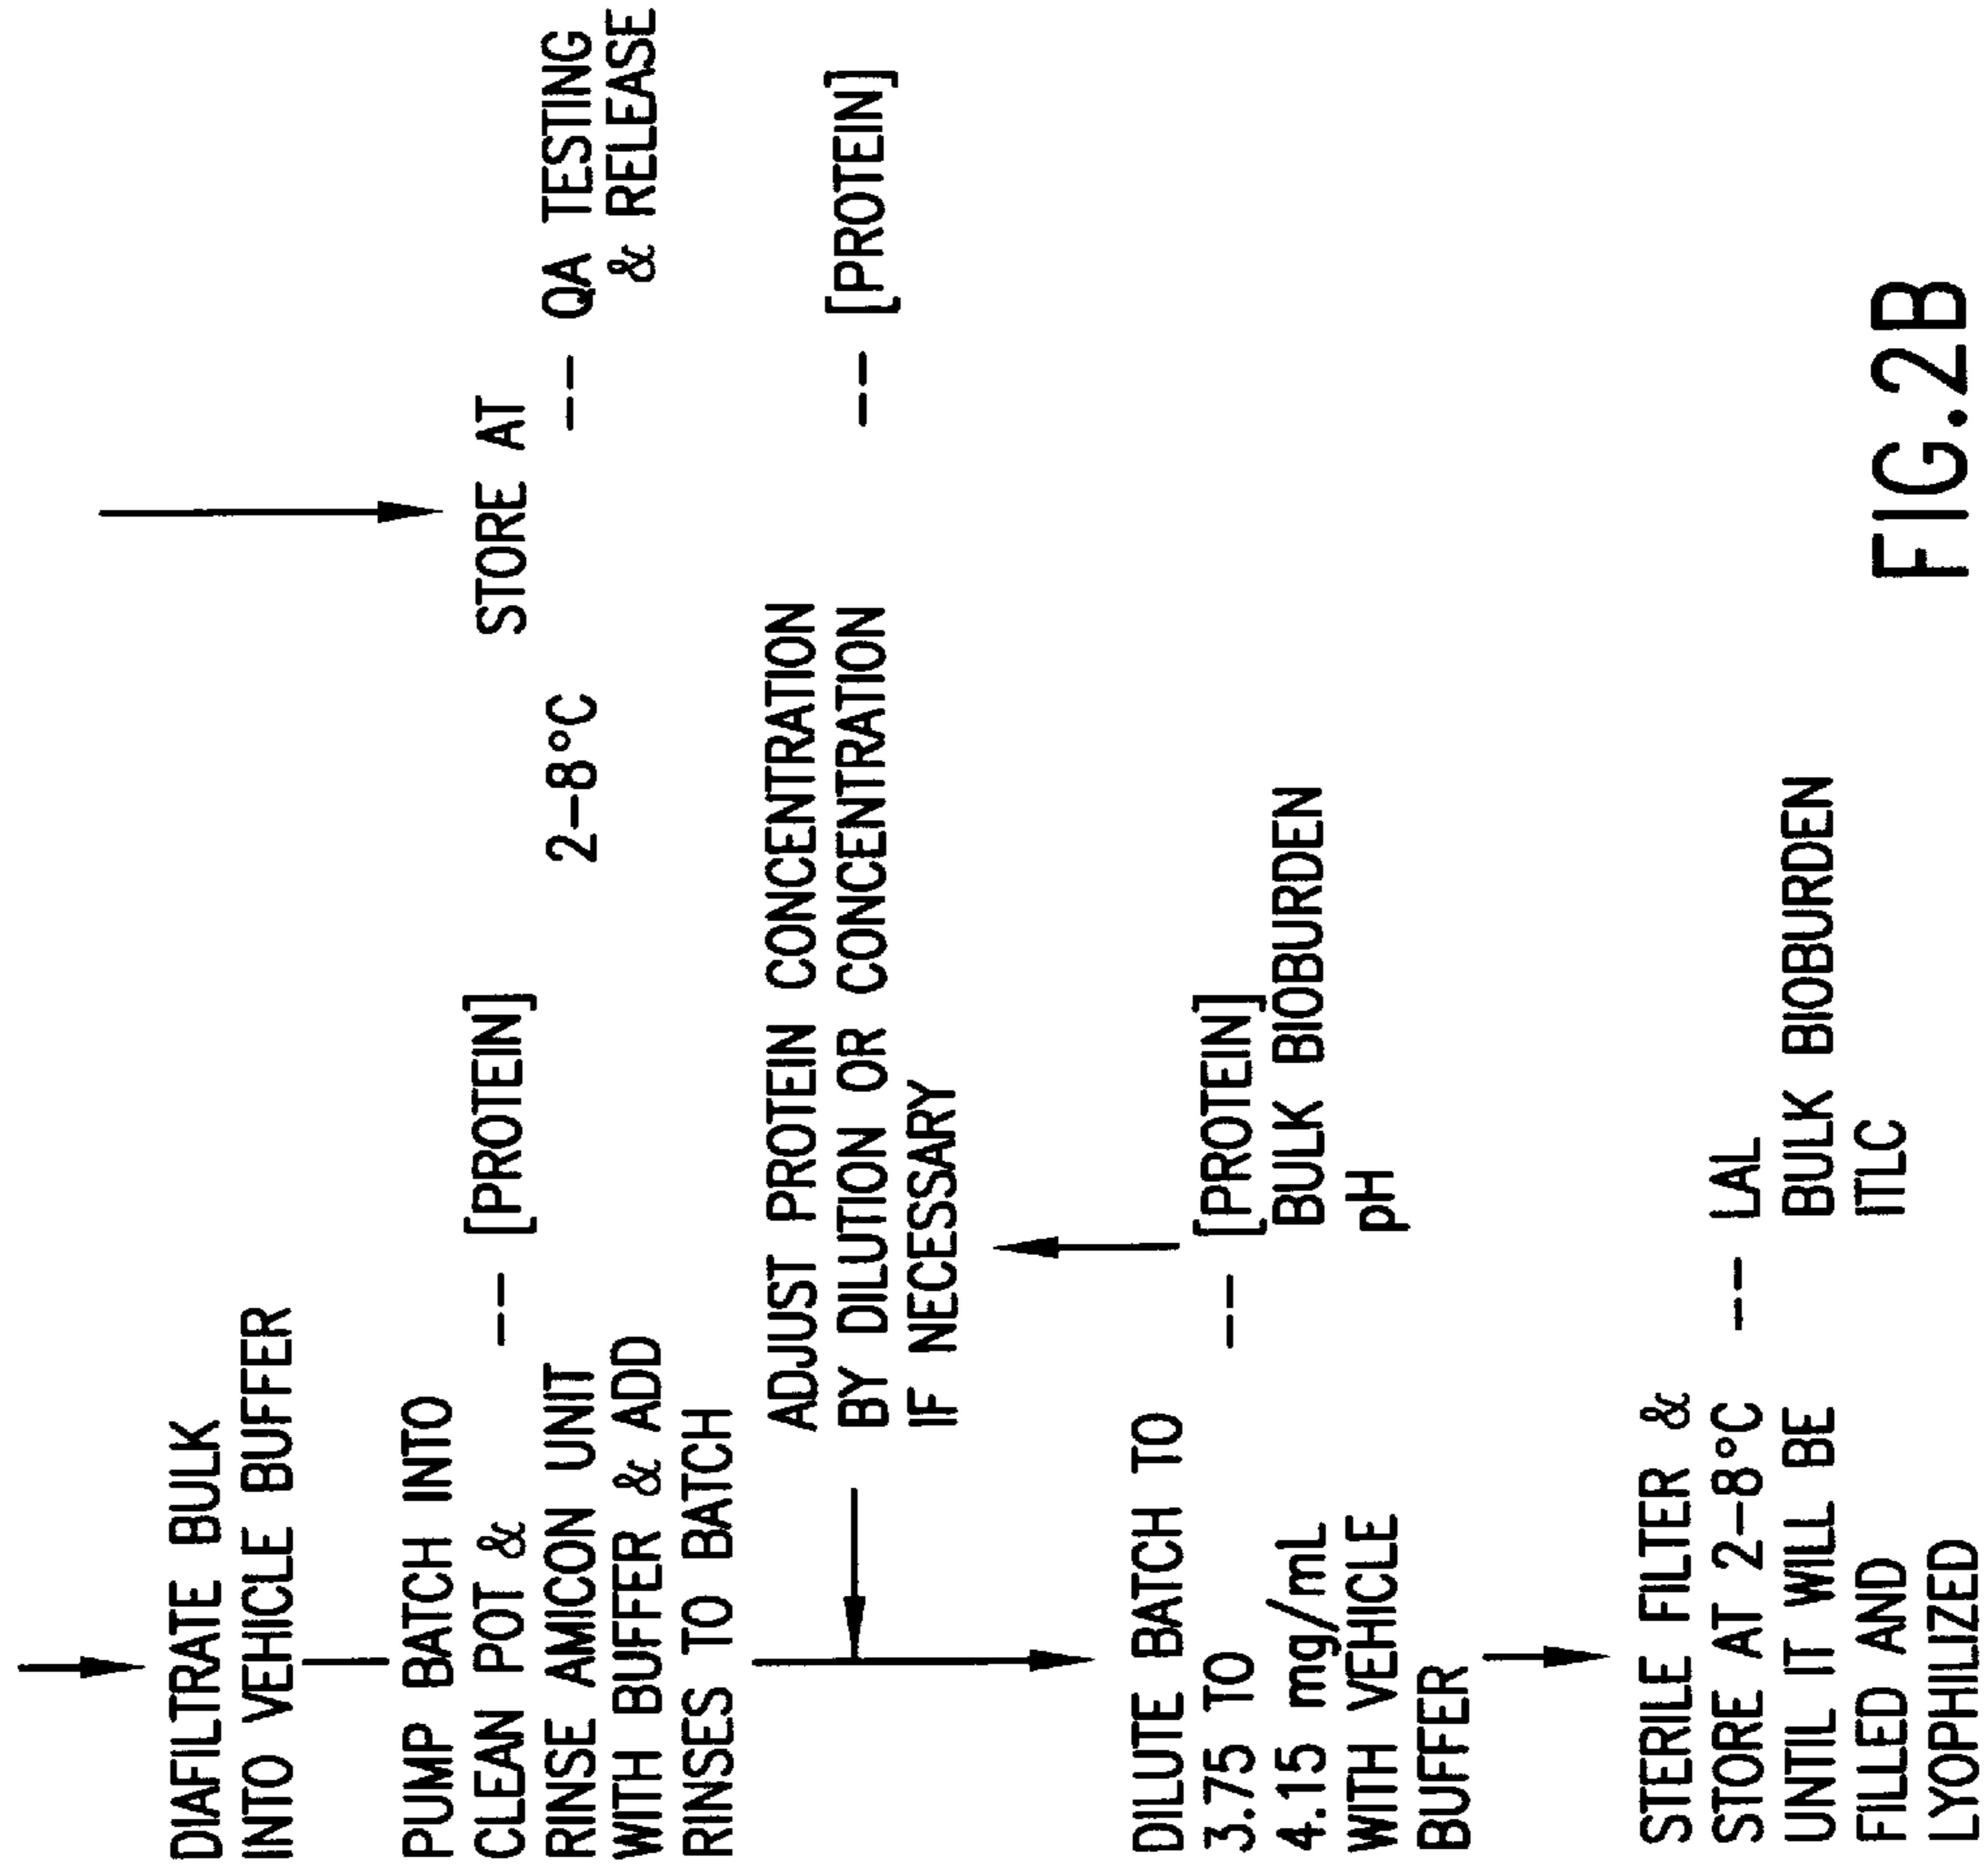 DIAFILTRATE BULK
INTO VEHICLE BUFFER
PUMP BATCH INTO
CLEAN POT & -- [PROTEIN]
RINSE AMICON UNIT
WITH BUFFER & ADD
RINSES TO BATCH
STORE AT
2-8°C -- QA TESTING
& RELEASE
ADJUST PROTEIN CONCENTRATION
BY DILUTION OR CONCENTRATION -- [PROTEIN]
IF NECESSARY
DILUTE BATCH TO
3.75 TO -- [PROTEIN]
4.15 mg/mL BULK BIOBURDEN
WITH VEHICLE pH
BUFFER
STERILE FILTER &
STORE AT 2-8°C -- LAL
UNTIL IT WILL BE BULK BIOBURDEN
FILLED AND ITLC
LYOPHILIZED
FIG.2B